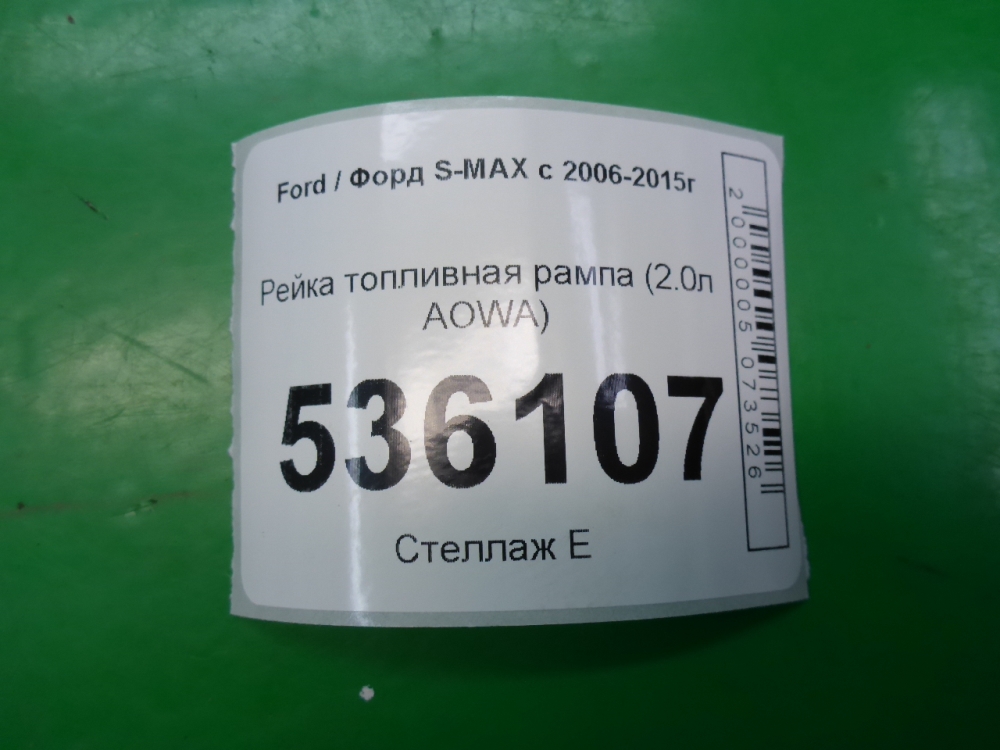 Ford / Форд S-MAX с 2006-2015г
Рейка топливная рампа (2.0л
AOWA)
536107
Стеллаж Е
2000005073526